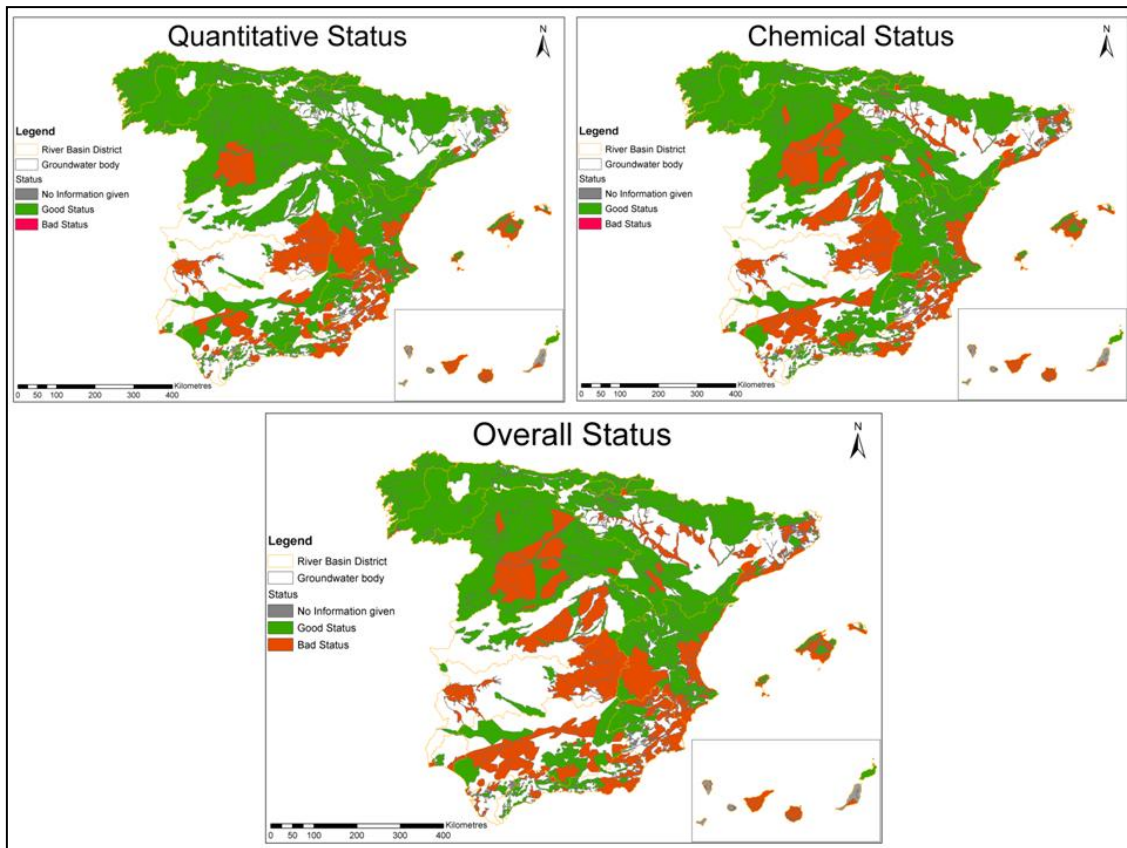 Quantitative Status
N
Legend
River Basin District
Groundwater body
Status
No Information given
Good Status
Bad Status
Kilometres
0 50 100 200 300 400
Chemical Status
N
Legend
River Basin District
Groundwater body
Status
No Information given
Good Status
Bad Status
Kilometres
0 50 100 200 300 400
Overall Status
N
Legend
River Basin District
Groundwater body
Status
No Information given
Good Status
Bad Status
Kilometres
0 50 100 200 300 400